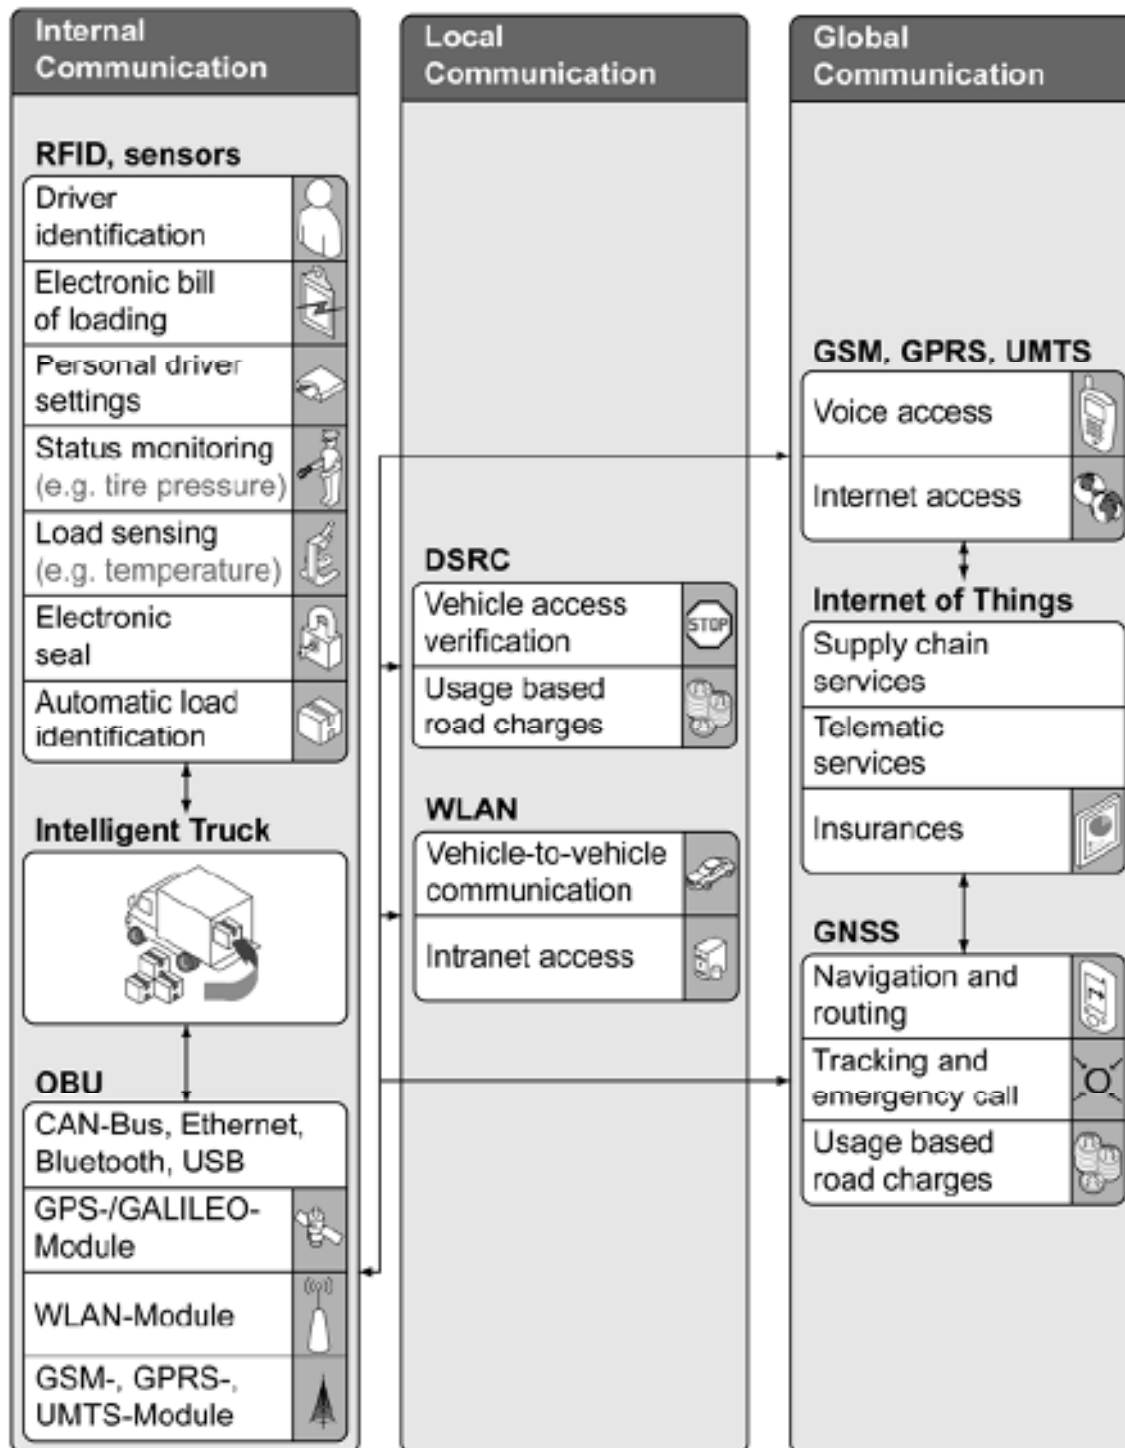 Internal
Communication
RFID, sensors
Driver
identification
Electronic bill
of loading
Personal driver
settings
Status monitoring
(e.g. tire pressure)
Load sensing
(e.g. temperature)
Electronic
seal
Automatic load
identification
Intelligent Truck
OBU
CAN-Bus, Ethernet,
Bluetooth, USB
GPS-/GALILEO-
Module
WLAN-Module
GSM-, GPRS-,
UMTS-Module
Local
Communication
DSRC
Vehicle access
verification
STOP
Usage based
road charges
WLAN
Vehicle-to-vehicle
communication
Intranet access
Global
Communication
GSM, GPRS, UMTS
Voice access
Internet access
Internet of Things
Supply chain
services
Telematic
services
Insurances
GNSS
Navigation and
routing
Tracking and
emergency call
Usage based
road charges